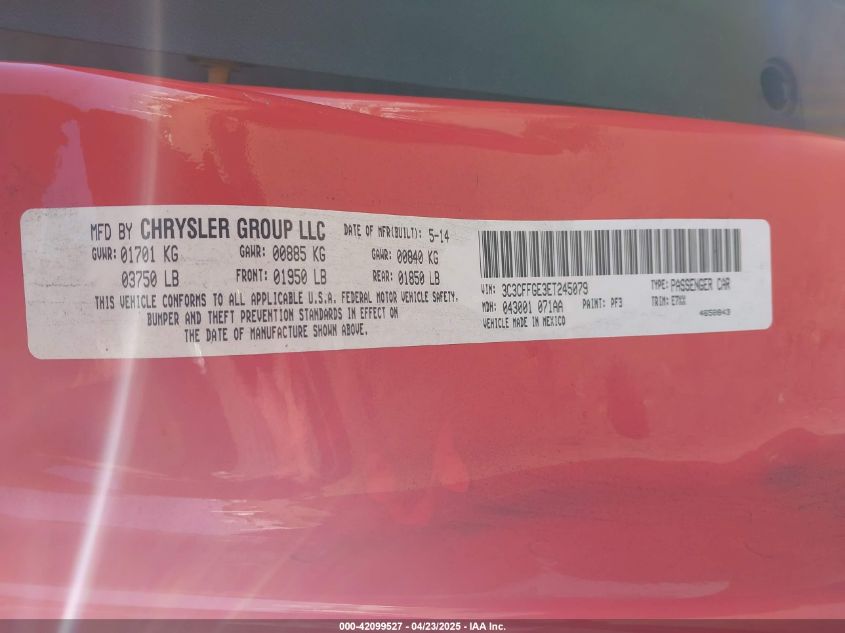 MFD BY CHRYSLER GROUP LLC DATE OF MFR(BUILT): 5-14
GVWR: 01701 KG GAWR: 00885 KG GAWR: 00840 KG
03750 LB FRONT: 01950 LB REAR: 01850 LB
THIS VEHICLE CONFORMS TO ALL APPLICABLE U.S.A. FEDERAL MOTOR VEHICLE SAFETY,
BUMPER AND THEFT PREVENTION STANDARDS IN EFFECT ON
THE DATE OF MANUFACTURE SHOWN ABOVE.
VIN: 3C3CFFGE3ET245079 TYPE: PASSENGER CAR
MDH: 043001 071AA PAINT: PF3 TRIM: E7XX
VEHICLE MADE IN MEXICO 4658843
000-42099527 - 04/23/2025 - IAA Inc.